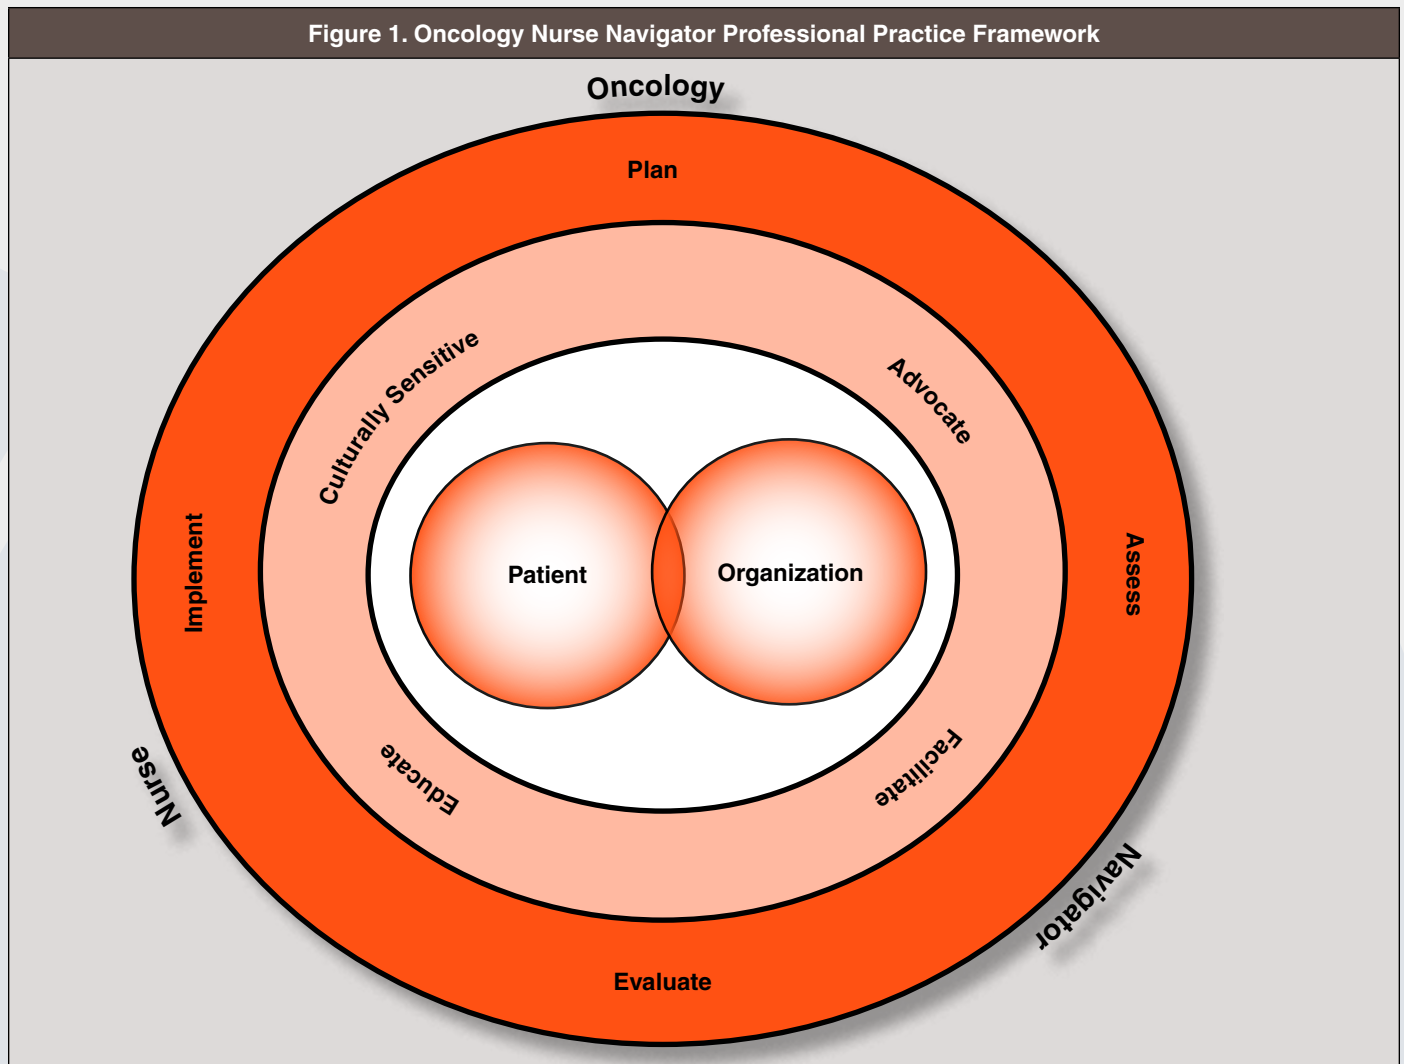 Figure 1. Oncology Nurse Navigator Professional Practice Framework
Oncology
Plan
Culturally Sensitive
Advocate
Implement
Patient
Organization
Assess
Educate
Facilitate
Nurse
Navigator
Evaluate